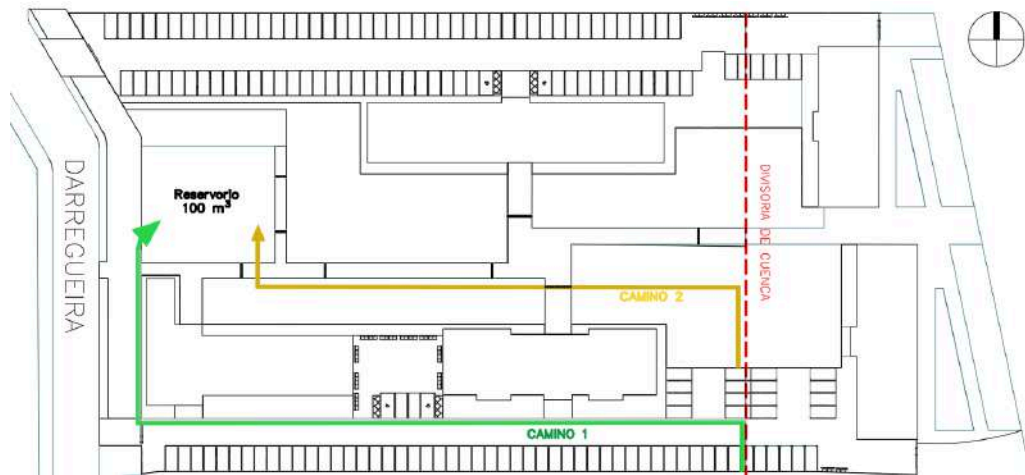 DARREGUEIRA
Reservorio
100 m³
DIVISORIA DE CUENCA
CAMINO 2
CAMINO 1